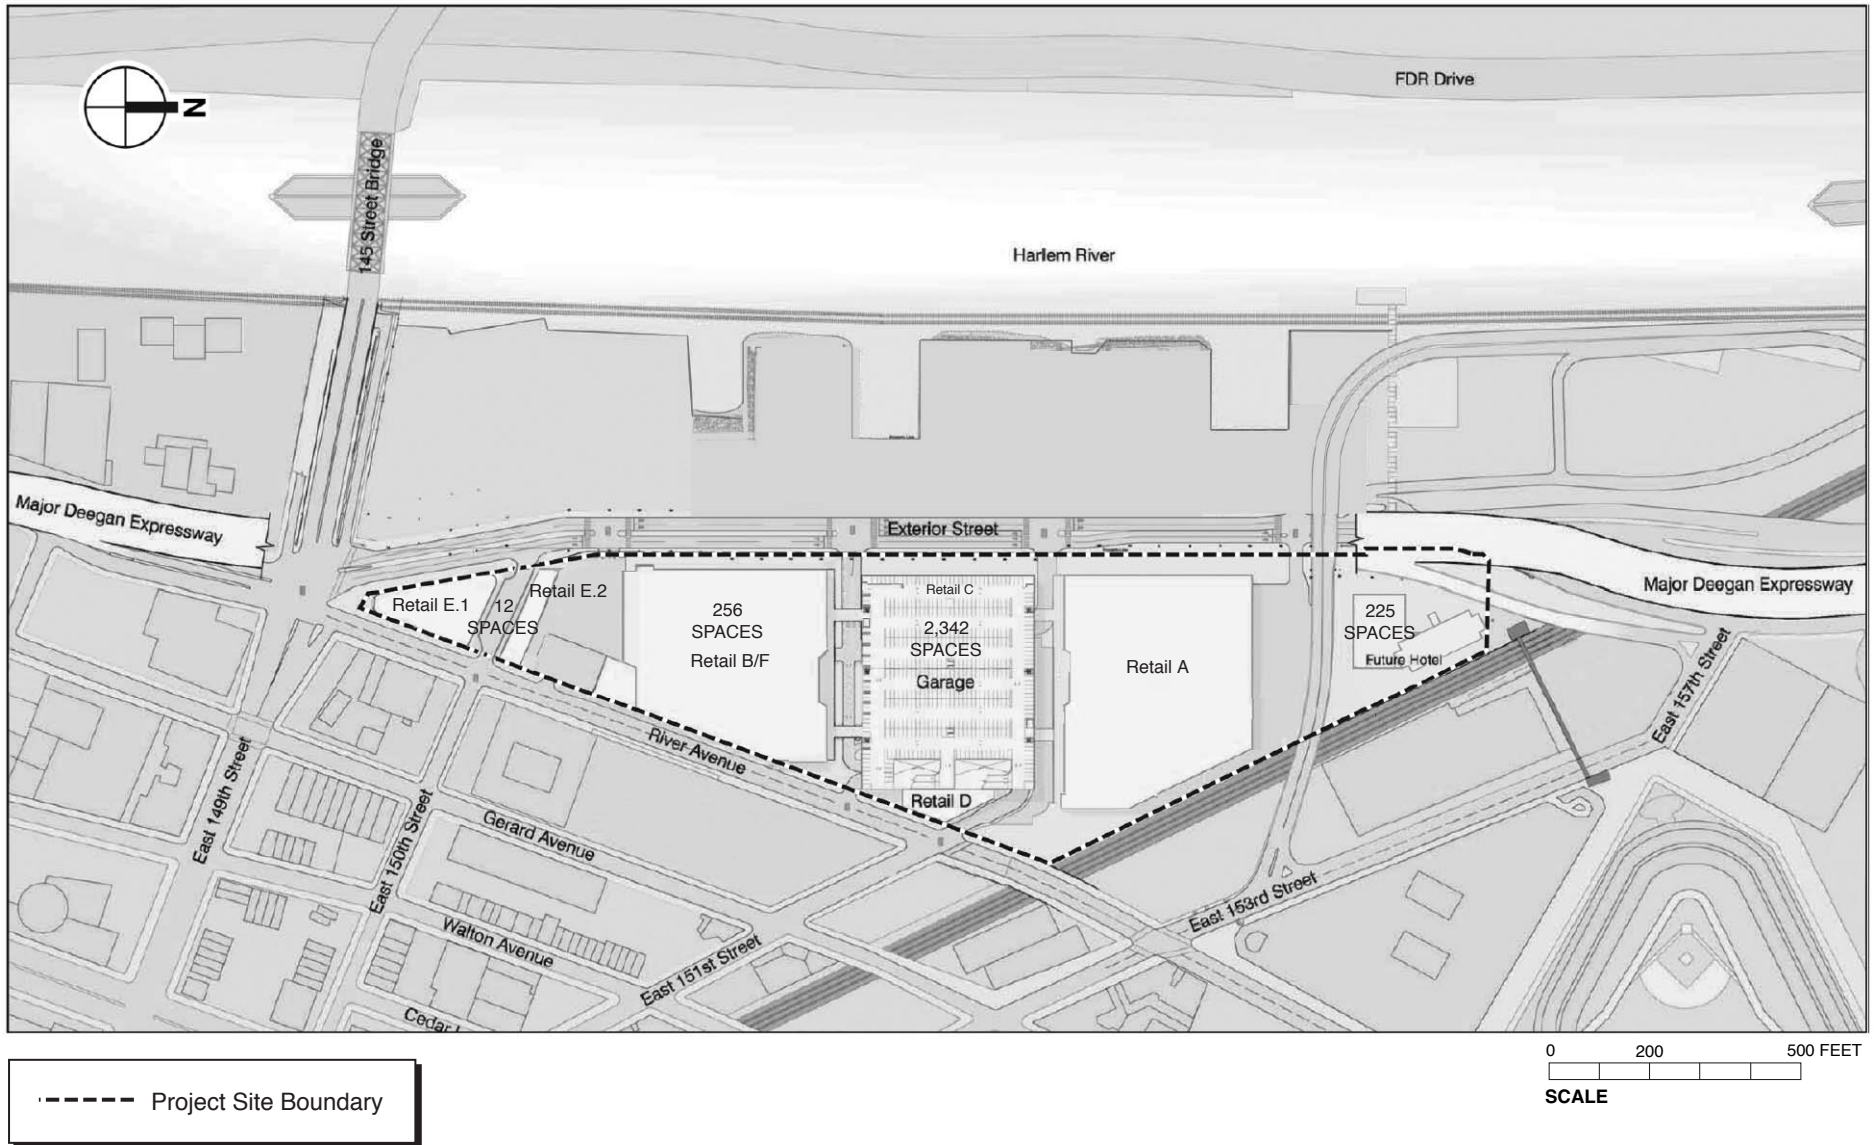 FDR Drive
N
145 Street Bridge
Harlem River
Major Deegan Expressway
Exterior Street
Major Deegan Expressway
Retail E.1
12
SPACES
Retail E.2
256
SPACES
Retail B/F
Retail C
2,342
SPACES
Garage
Retail D
Retail A
225
SPACES
Future Hotel
East 157th Street
River Avenue
East 149th Street
East 150th Street
Gerard Avenue
Walton Avenue
East 151st Street
East 153rd Street
Cedar
0 200 500 FEET
SCALE
Project Site Boundary